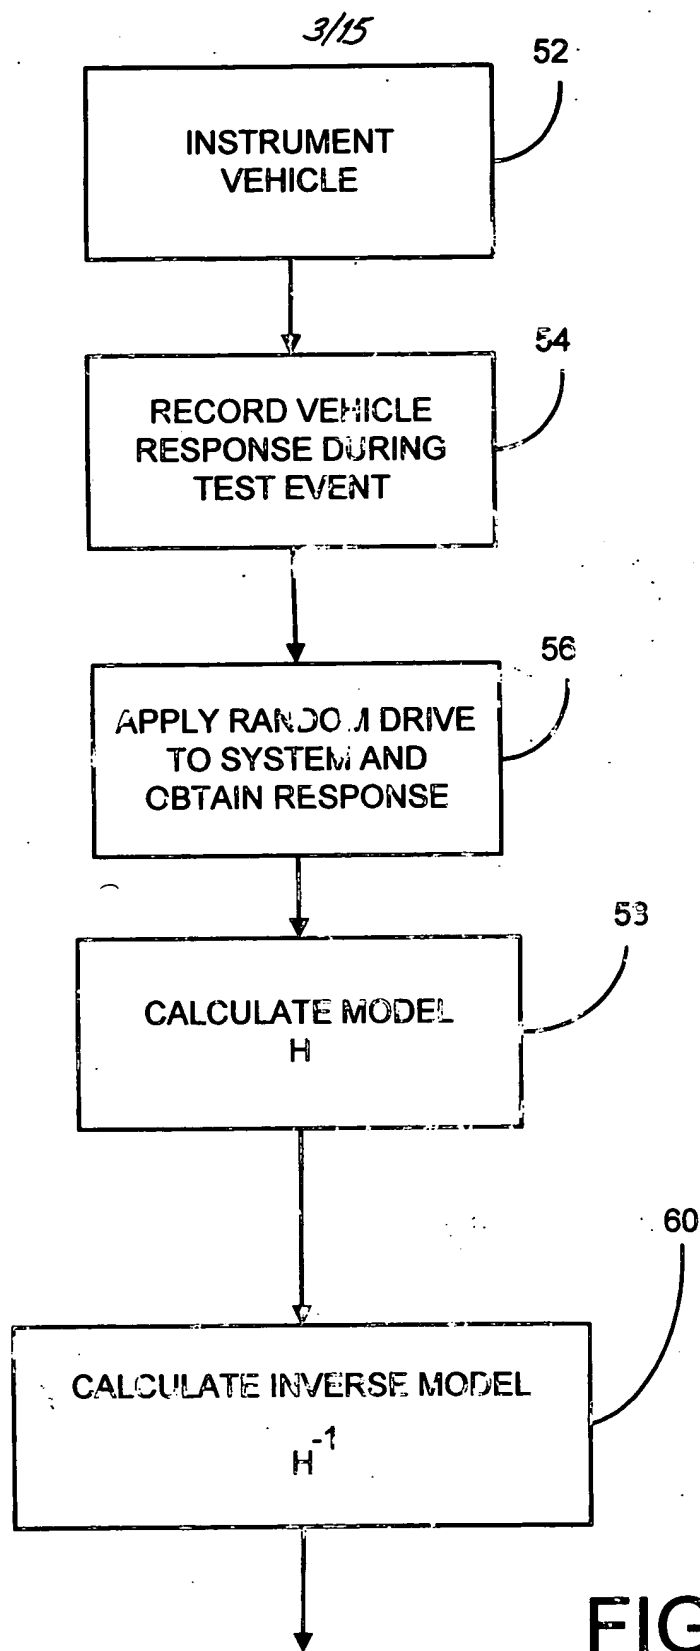 3/15
52
INSTRUMENT
VEHICLE
54
RECORD VEHICLE
RESPONSE DURING
TEST EVENT
56
APPLY RANDOM DRIVE
TO SYSTEM AND
OBTAIN RESPONSE
58
CALCULATE MODEL
H
60
CALCULATE INVERSE MODEL
H-1
FIG